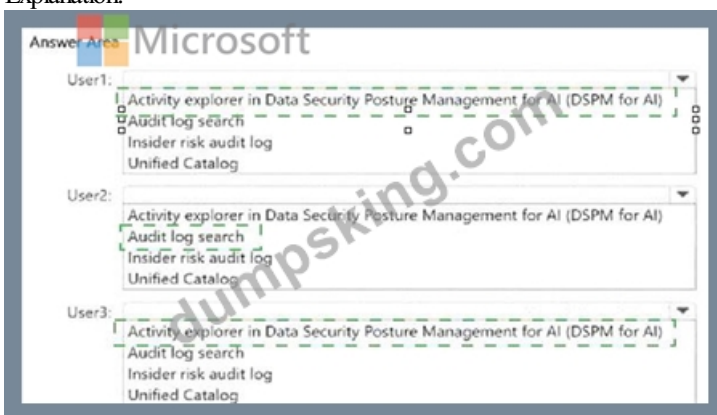 Explanation:
Answer Area Microsoft
User1:
Activity explorer in Data Security Posture Management for AI (DSPM for AI)
Audit log search
Insider risk audit log
Unified Catalog
User2:
Activity explorer in Data Security Posture Management for AI (DSPM for AI)
Audit log search
Insider risk audit log
Unified Catalog
User3:
Activity explorer in Data Security Posture Management for AI (DSPM for AI)
Audit log search
Insider risk audit log
Unified Catalog
dumpsking.com